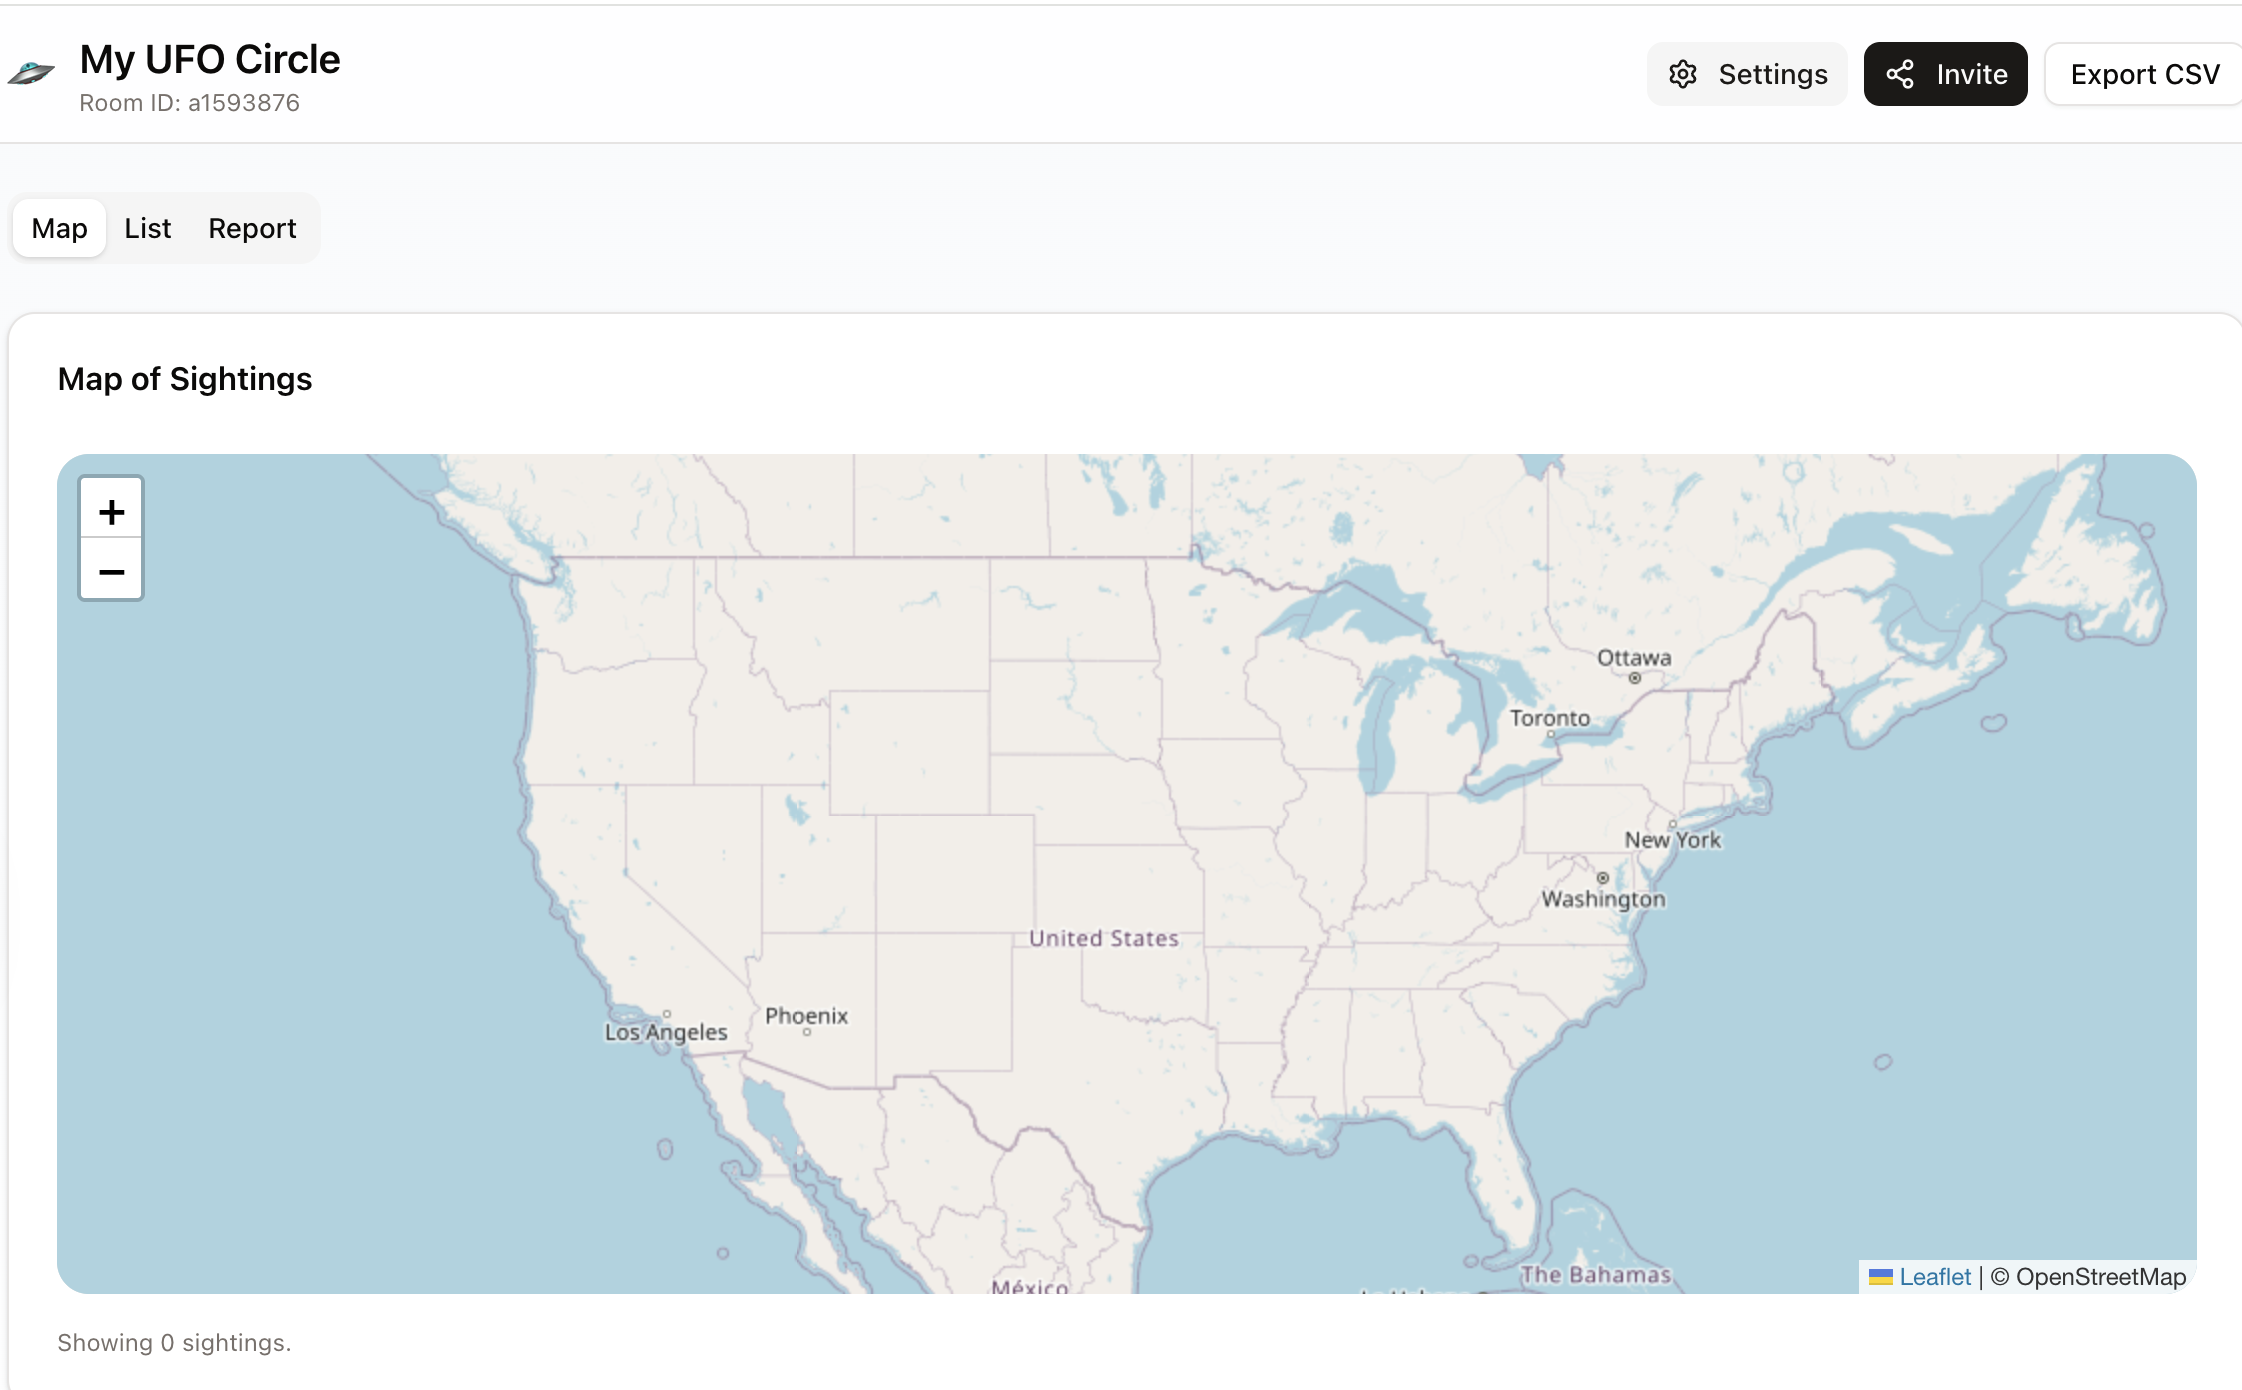 My UFO Circle
Room ID: a1593876
Settings
Invite
Export CSV
Map
List
Report
Map of Sightings
+
−
Ottawa
Toronto
New York
Washington
United States
Phoenix
Los Angeles
The Bahamas
México
Leaflet | © OpenStreetMap
Showing 0 sightings.